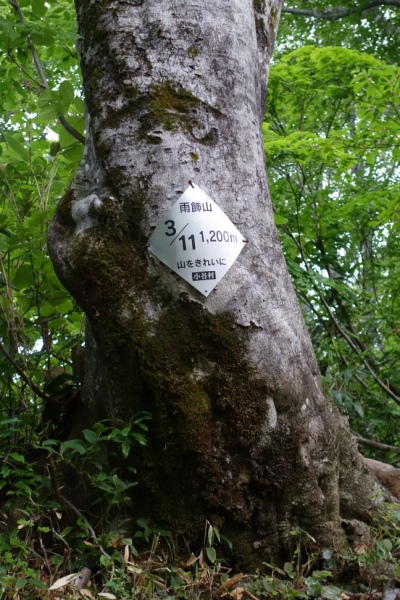 雨飾山
3/11 1,200m
山をきれいに
小谷村